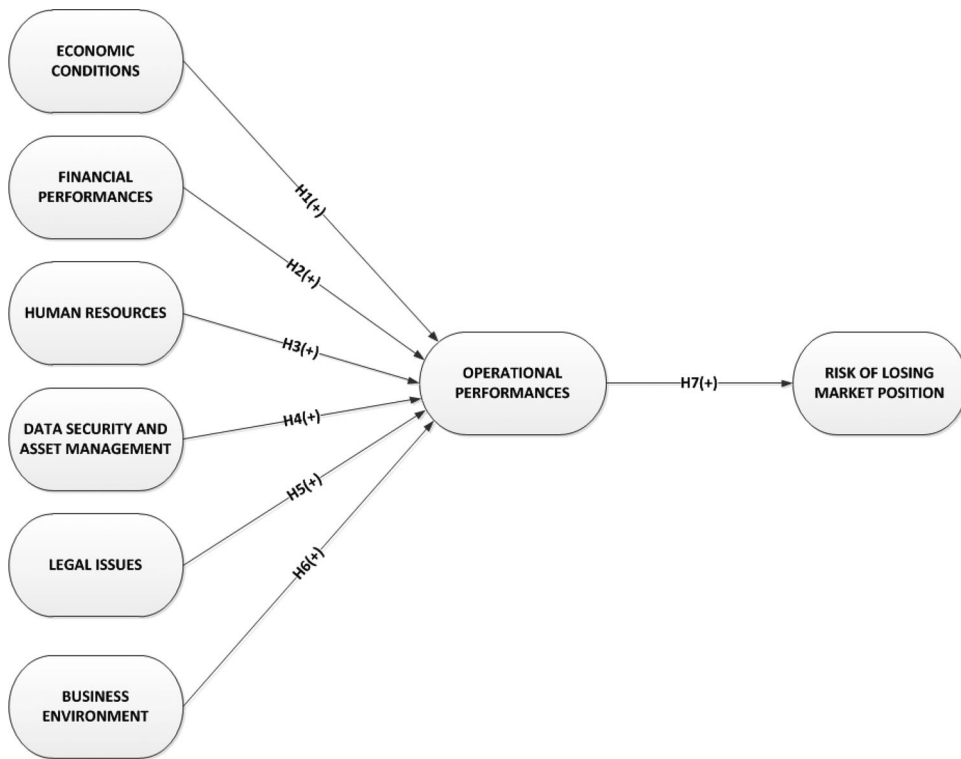 ECONOMIC
CONDITIONS
FINANCIAL
PERFORMANCES
HUMAN RESOURCES
DATA SECURITY AND
ASSET MANAGEMENT
LEGAL ISSUES
BUSINESS
ENVIRONMENT
H1(+)
H2(+)
H3(+)
H4(+)
H5(+)
H6(+)
OPERATIONAL
PERFORMANCES
H7(+)
RISK OF LOSING
MARKET POSITION